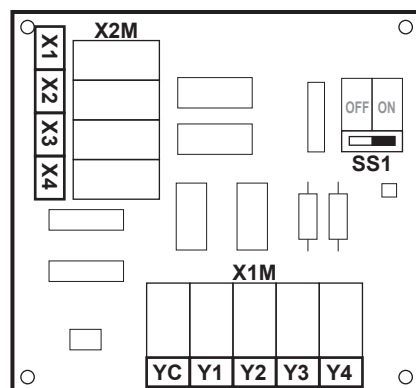 X2M
X1
X2
X3
X4
OFF ON
SS1
X1M
YC Y1 Y2 Y3 Y4